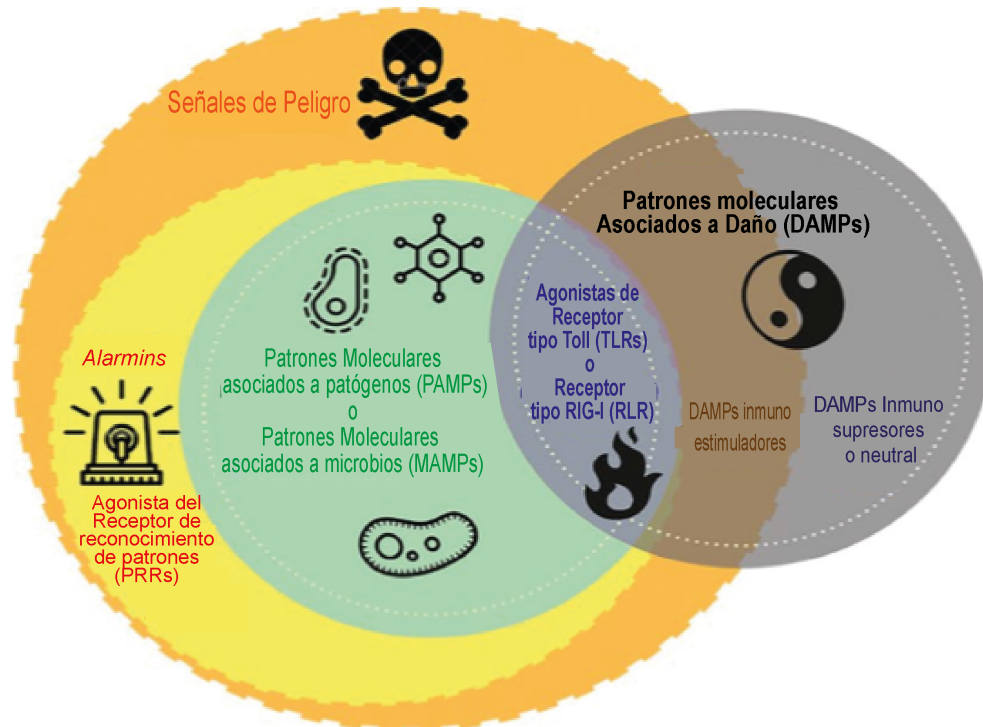 Señales de Peligro
Patrones moleculares
Asociados a Daño (DAMPs)
Agonistas de
Receptor
tipo Toll (TLRs)
o
Receptor
tipo RIG-I (RLR)
Alarmins
Patrones Moleculares
asociados a patógenos (PAMPs)
o
Patrones Moleculares
asociados a microbios (MAMPs)
DAMPs inmuno
estimuladores
DAMPs Inmuno
supresores
o neutral
Agonista del
Receptor de
reconocimiento
de patrones
(PRRs)